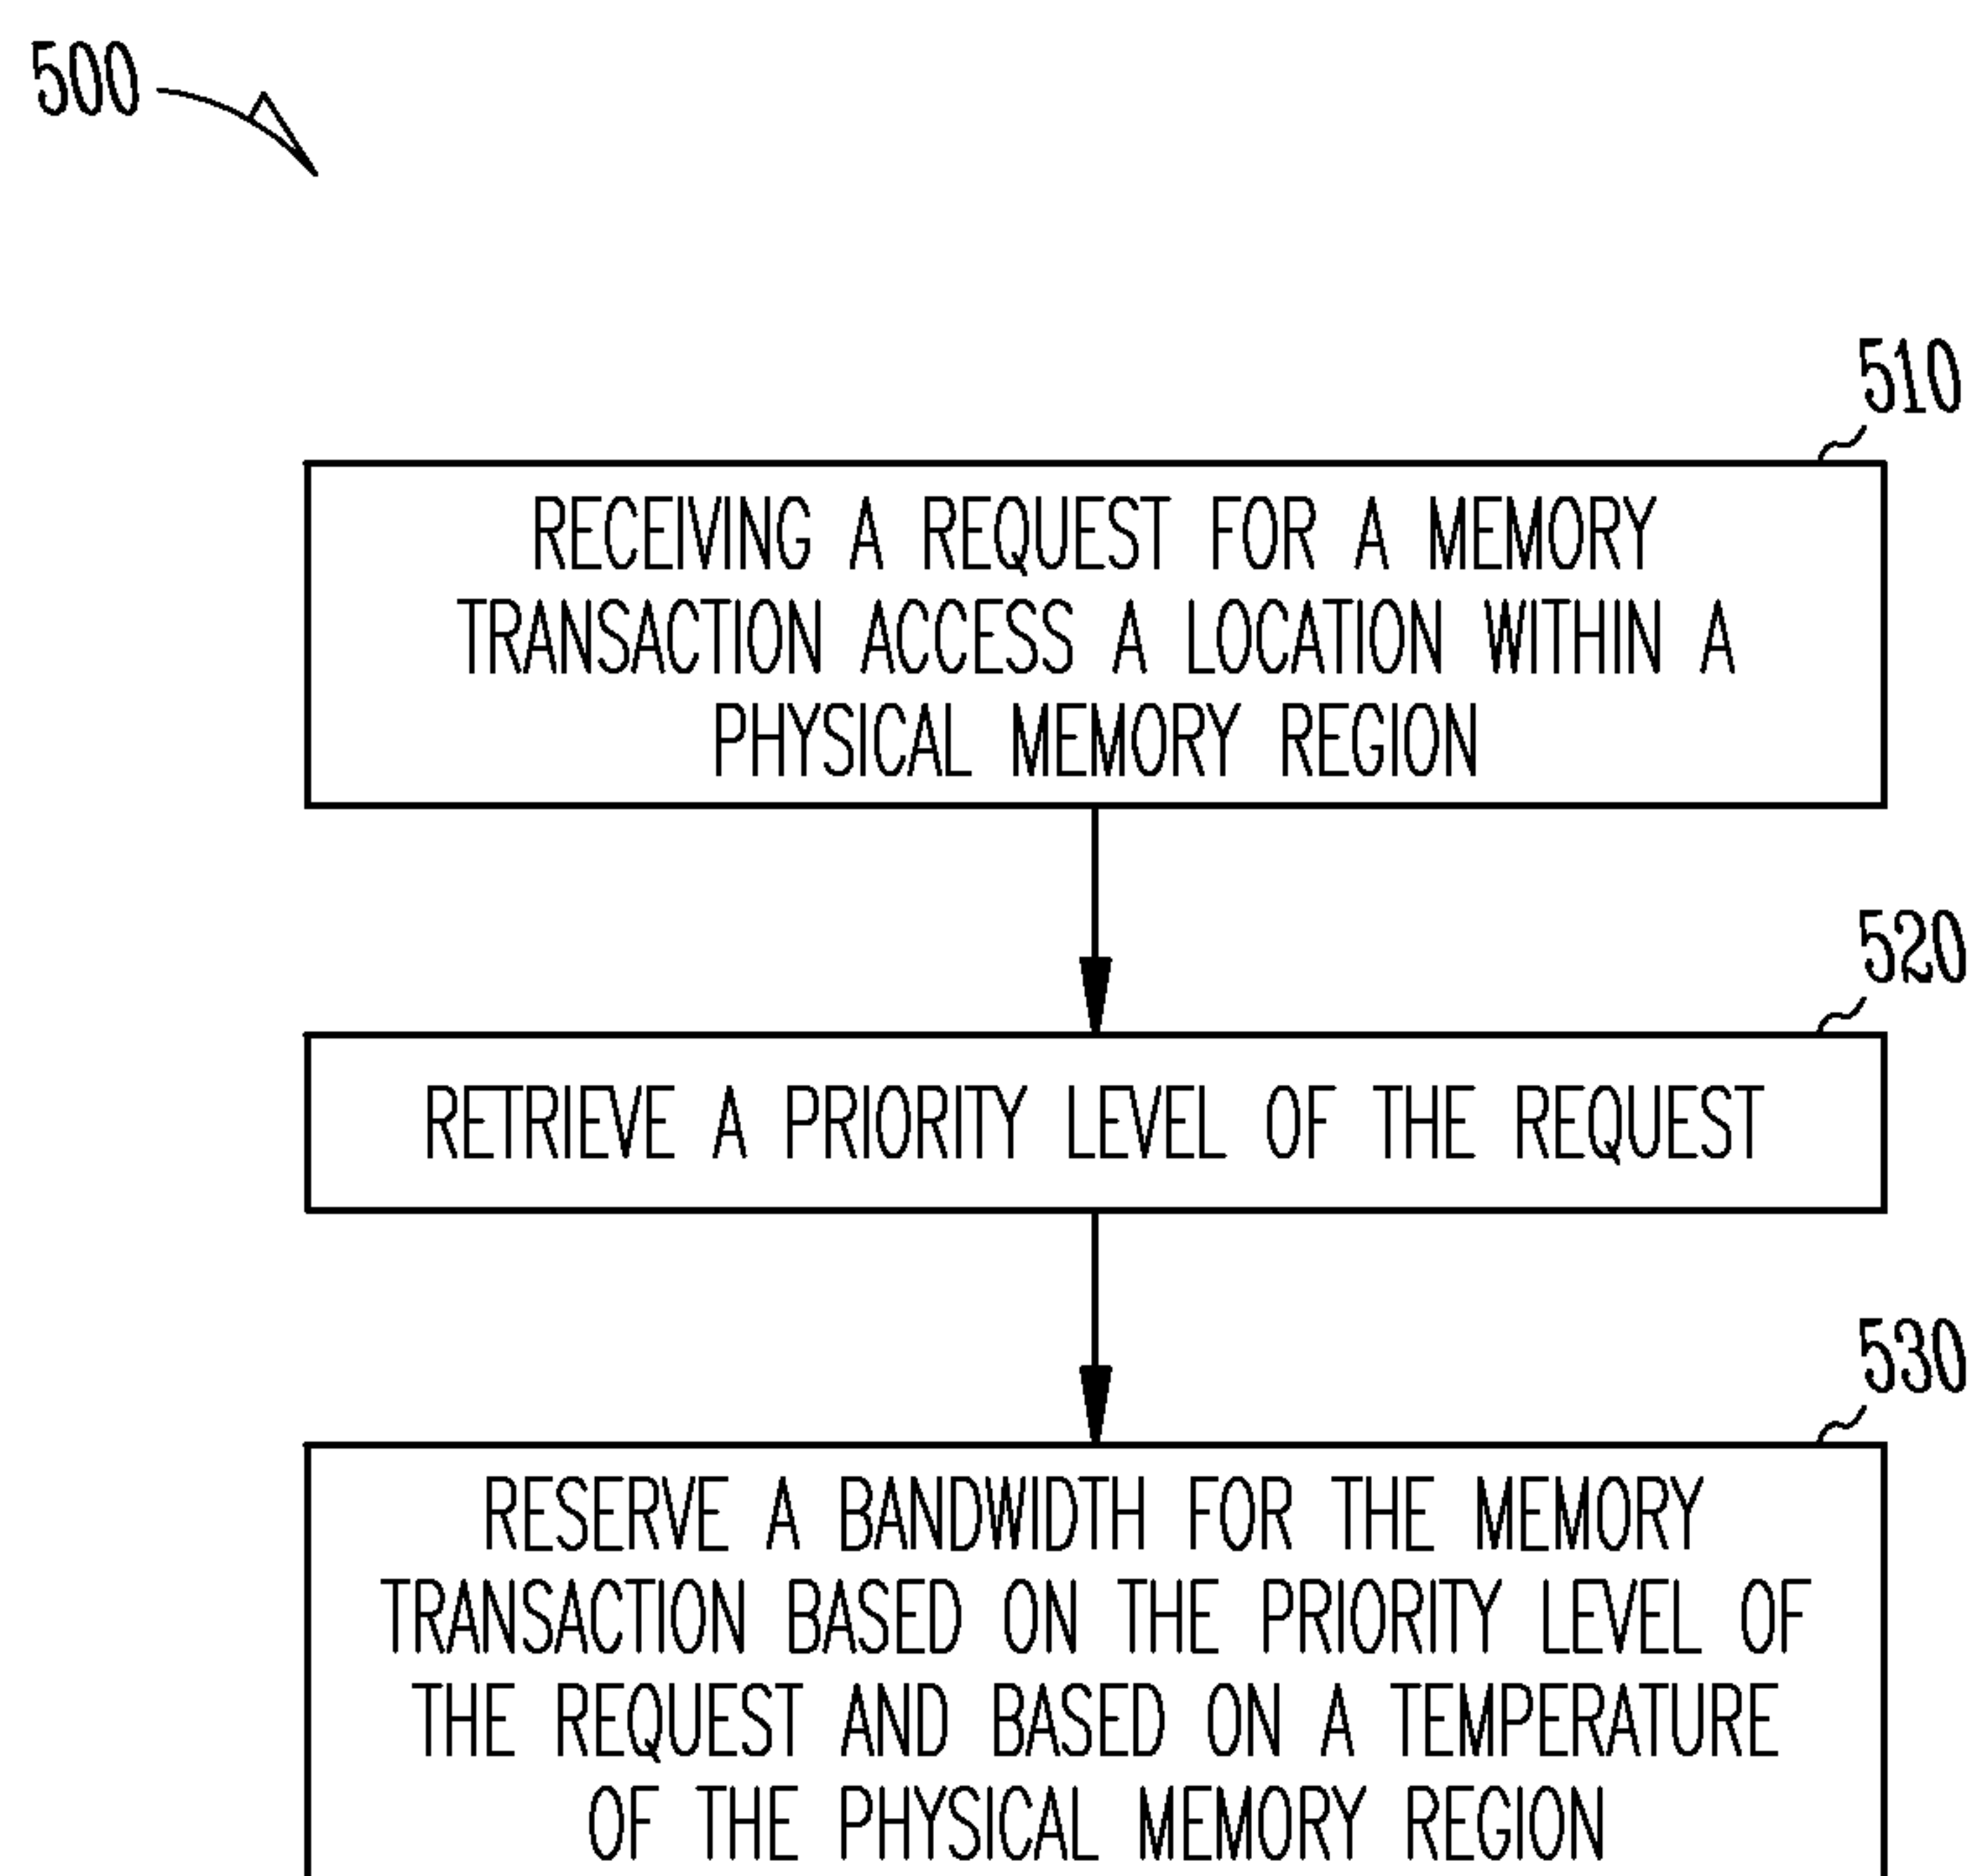 500
510
RECEIVING A REQUEST FOR A MEMORY
TRANSACTION ACCESS A LOCATION WITHIN A
PHYSICAL MEMORY REGION
520
RETRIEVE A PRIORITY LEVEL OF THE REQUEST
530
RESERVE A BANDWIDTH FOR THE MEMORY
TRANSACTION BASED ON THE PRIORITY LEVEL OF
THE REQUEST AND BASED ON A TEMPERATURE
OF THE PHYSICAL MEMORY REGION